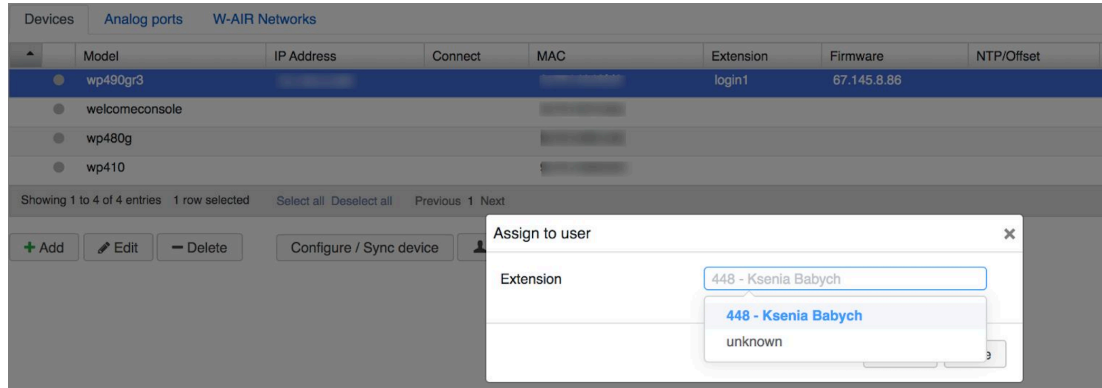 Devices Analog ports W-AIR Networks
Model IP Address Connect MAC Extension Firmware NTP/Offset
wp490gr3 login1 67.145.8.86
welcomeconsole
wp480g
wp410
Showing 1 to 4 of 4 entries 1 row selected Select all Deselect all Previous 1 Next
Add Edit Delete Configure / Sync device
Assign to user
Extension 448 - Ksenia Babych
448 - Ksenia Babych
unknown